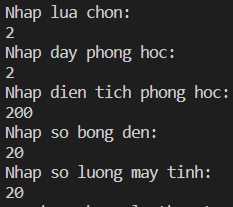 Nhap lua chon:
2
Nhap day phong hoc:
2
Nhap dien tich phong hoc:
200
Nhap so bong den:
20
Nhap so luong may tinh:
20